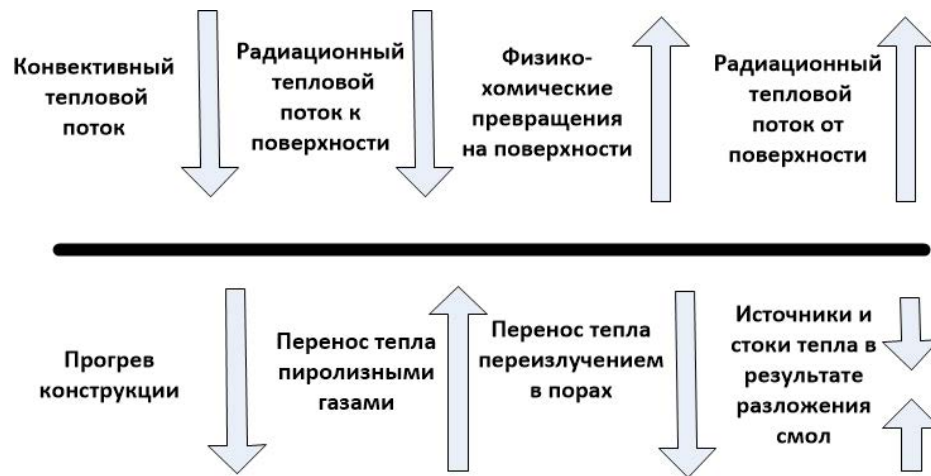 Конвективный
тепловой
поток
Радиационный
тепловой
поток к
поверхности
Физико-
хомические
превращения
на поверхности
Радиационный
тепловой
поток от
поверхности
Прогрев
конструкции
Перенос тепла
пиролизными
газами
Перенос тепла
переизлучением
в порах
Источники и
стоки тепла в
результате
разложения
смол